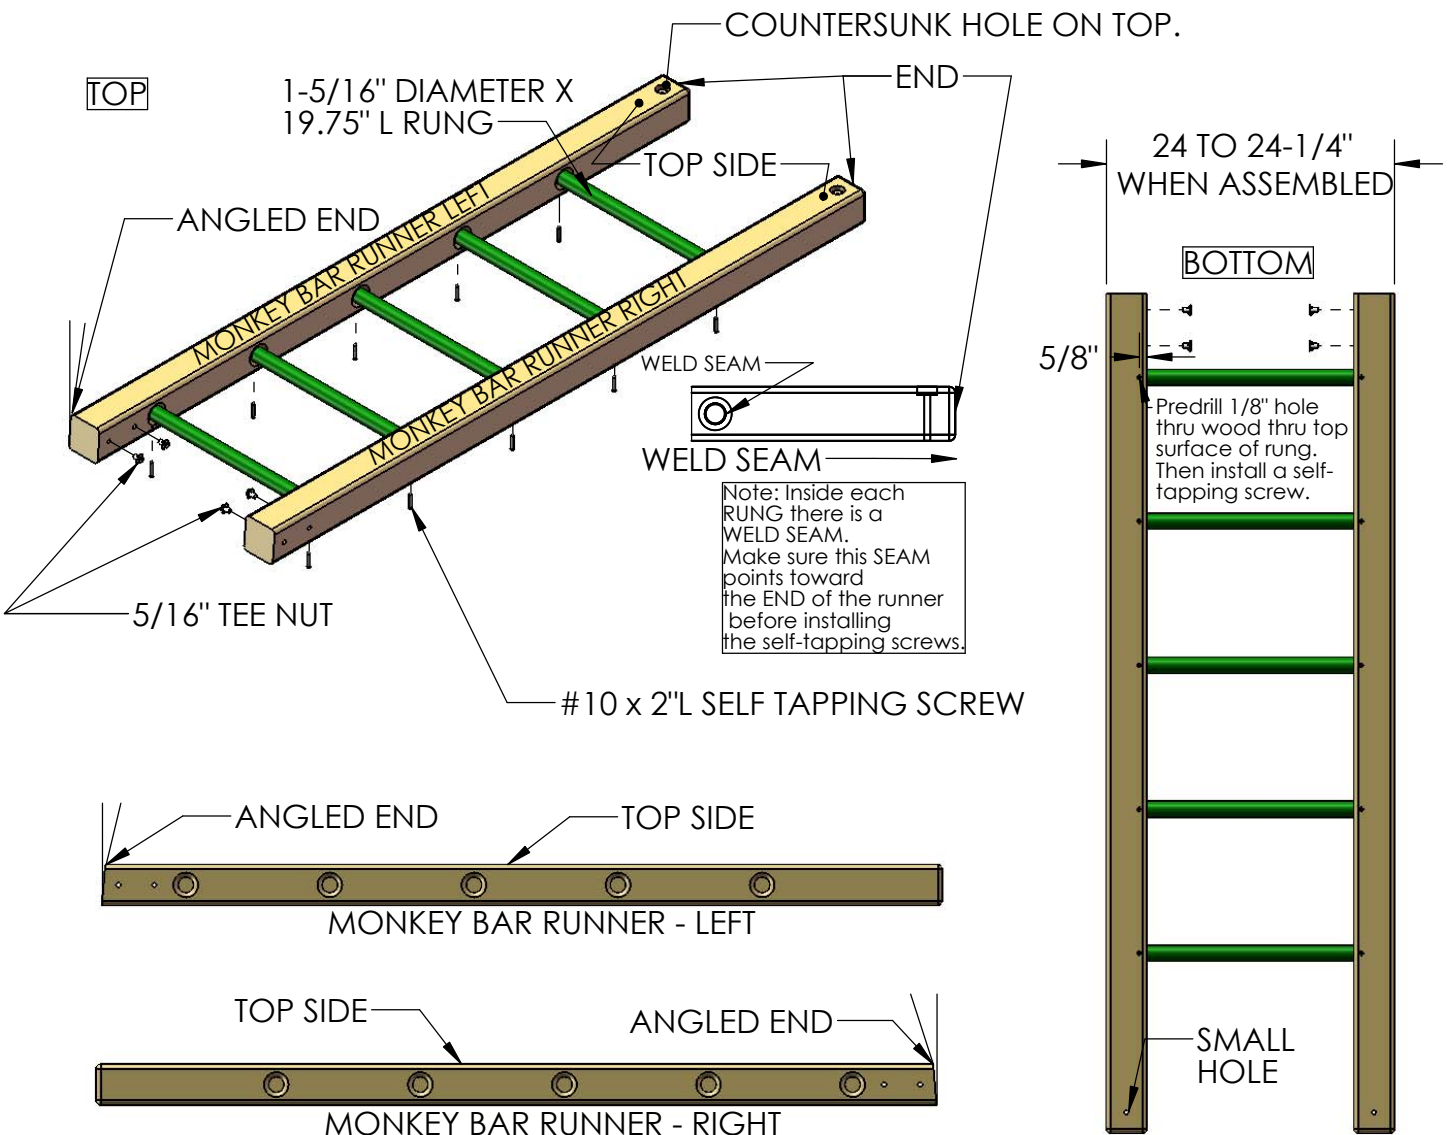 COUNTERSUNK HOLE ON TOP.
TOP
1-5/16" DIAMETER X
19.75" L RUNG
END
TOP SIDE
ANGLED END
MONKEY BAR RUNNER LEFT
MONKEY BAR RUNNER RIGHT
WELD SEAM
WELD SEAM
Note: Inside each
RUNG there is a
WELD SEAM.
Make sure this SEAM
points toward
the END of the runner
before installing
the self-tapping screws.
5/16" TEE NUT
#10 x 2"L SELF TAPPING SCREW
24 TO 24-1/4"
WHEN ASSEMBLED
BOTTOM
5/8"
Predrill 1/8" hole
thru wood thru top
surface of rung.
Then install a self-
tapping screw.
SMALL
HOLE
ANGLED END
TOP SIDE
MONKEY BAR RUNNER - LEFT
TOP SIDE
ANGLED END
MONKEY BAR RUNNER - RIGHT